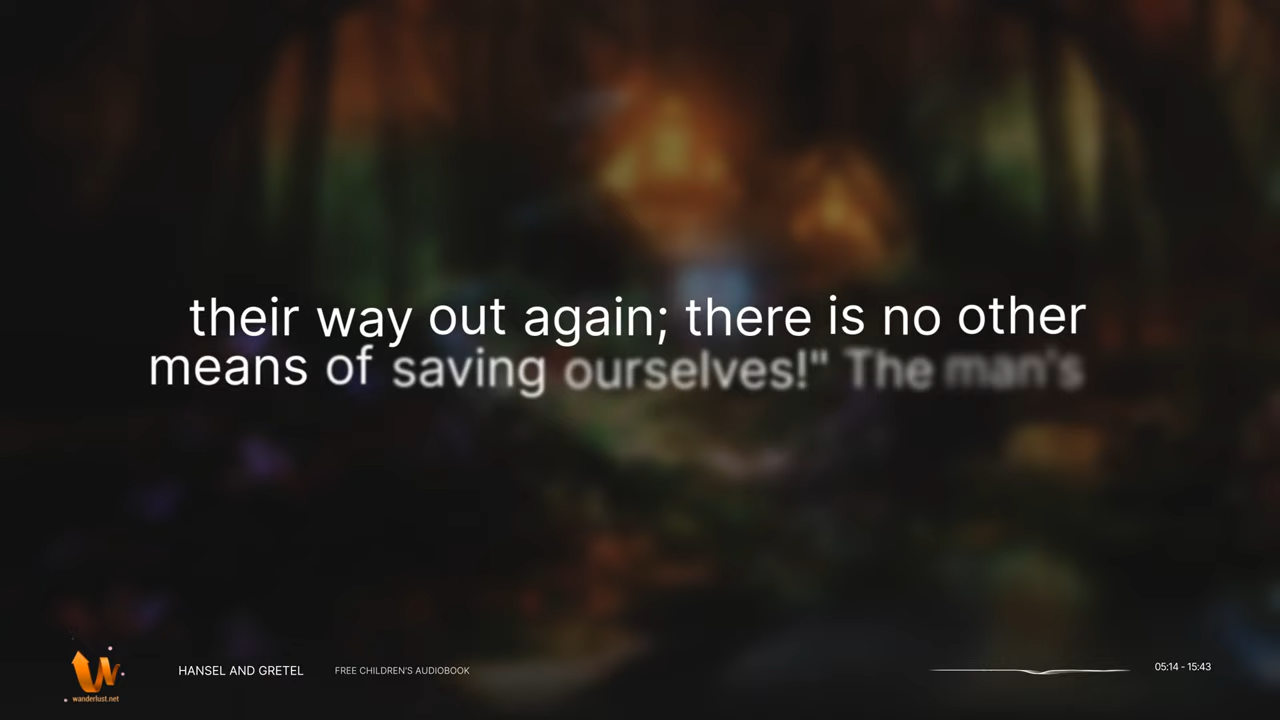 their way out again; there is no other
means of saving ourselves!" The man's
wanderlust.net
HANSEL AND GRETEL
FREE CHILDREN'S AUDIOBOOK
05:14 - 15:43